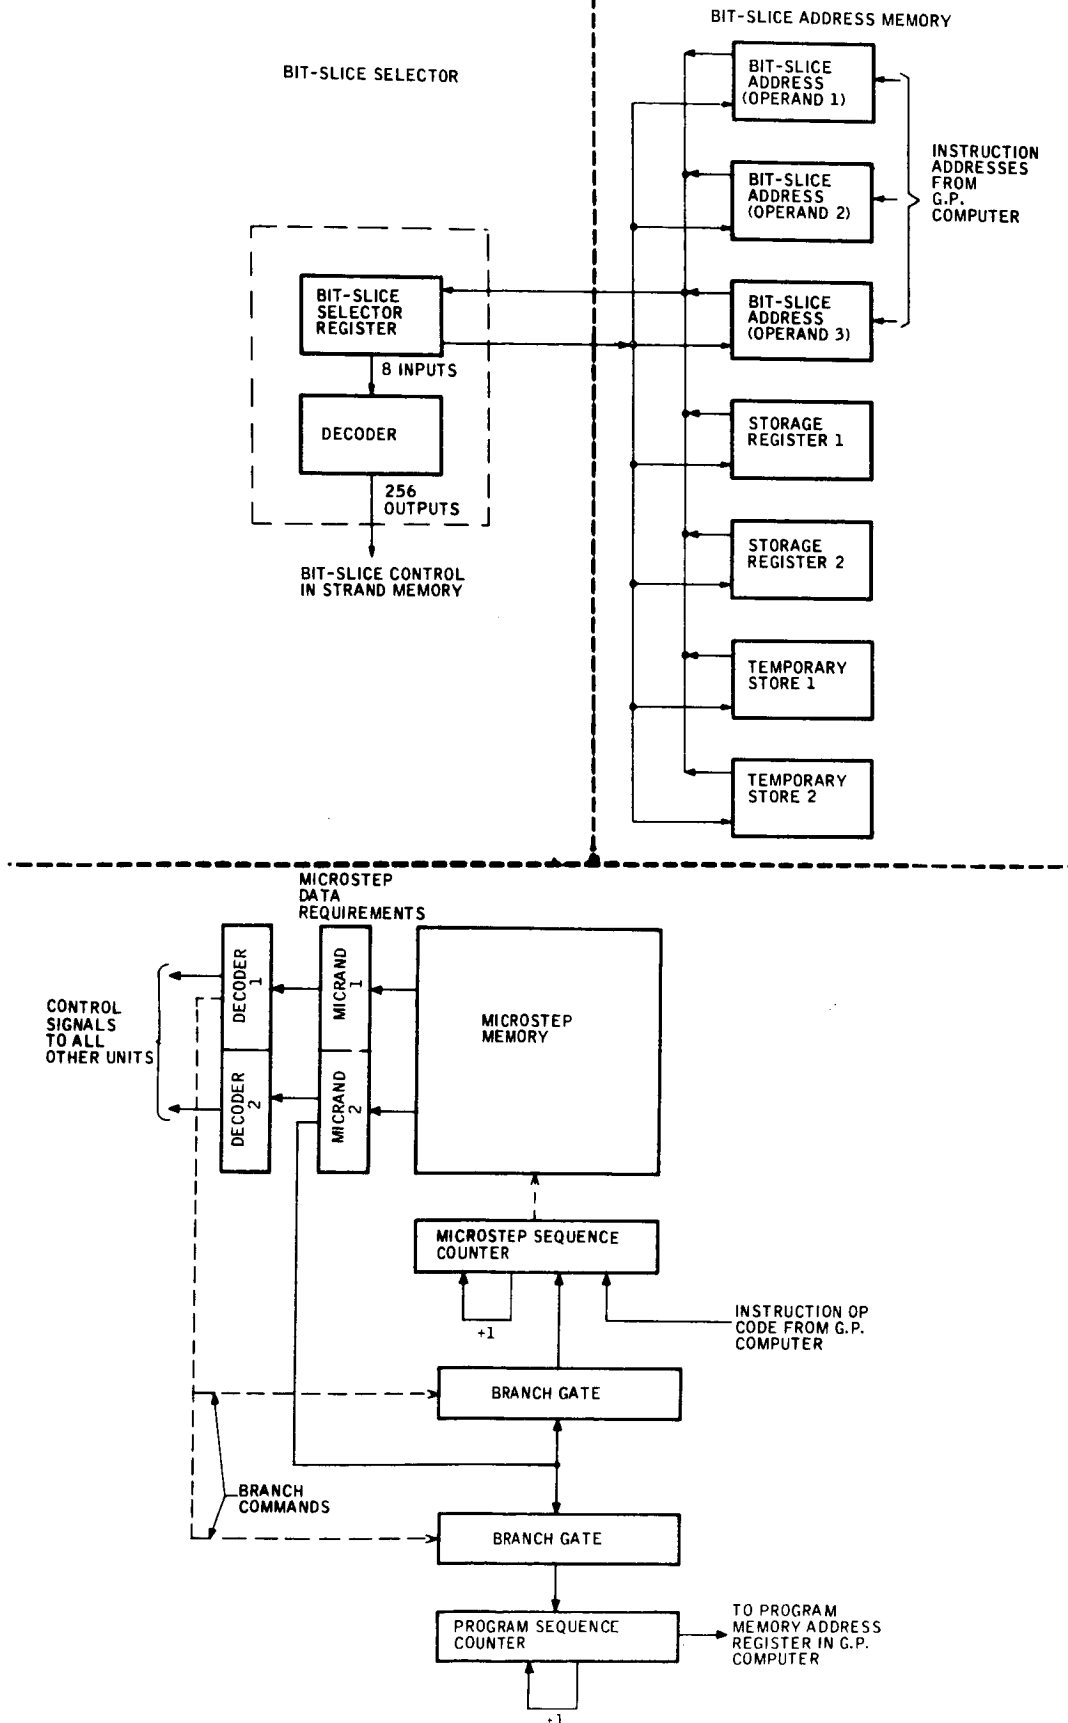 BIT-SLICE SELECTOR
BIT-SLICE ADDRESS MEMORY
BIT-SLICE
ADDRESS
(OPERAND 1)
BIT-SLICE
ADDRESS
(OPERAND 2)
BIT-SLICE
ADDRESS
(OPERAND 3)
INSTRUCTION
ADDRESSES
FROM
G.P.
COMPUTER
BIT-SLICE
SELECTOR
REGISTER
8 INPUTS
DECODER
256
OUTPUTS
BIT-SLICE CONTROL
IN STRAND MEMORY
STORAGE
REGISTER 1
STORAGE
REGISTER 2
TEMPORARY
STORE 1
TEMPORARY
STORE 2
MICROSTEP
DATA
REQUIREMENTS
CONTROL
SIGNALS
TO ALL
OTHER UNITS
DECODER
1
DECODER
2
MICRAND
1
MICRAND
2
MICROSTEP
MEMORY
MICROSTEP SEQUENCE
COUNTER
+1
INSTRUCTION OP
CODE FROM G.P.
COMPUTER
BRANCH GATE
BRANCH
COMMANDS
BRANCH GATE
PROGRAM SEQUENCE
COUNTER
+1
TO PROGRAM
MEMORY ADDRESS
REGISTER IN G.P.
COMPUTER